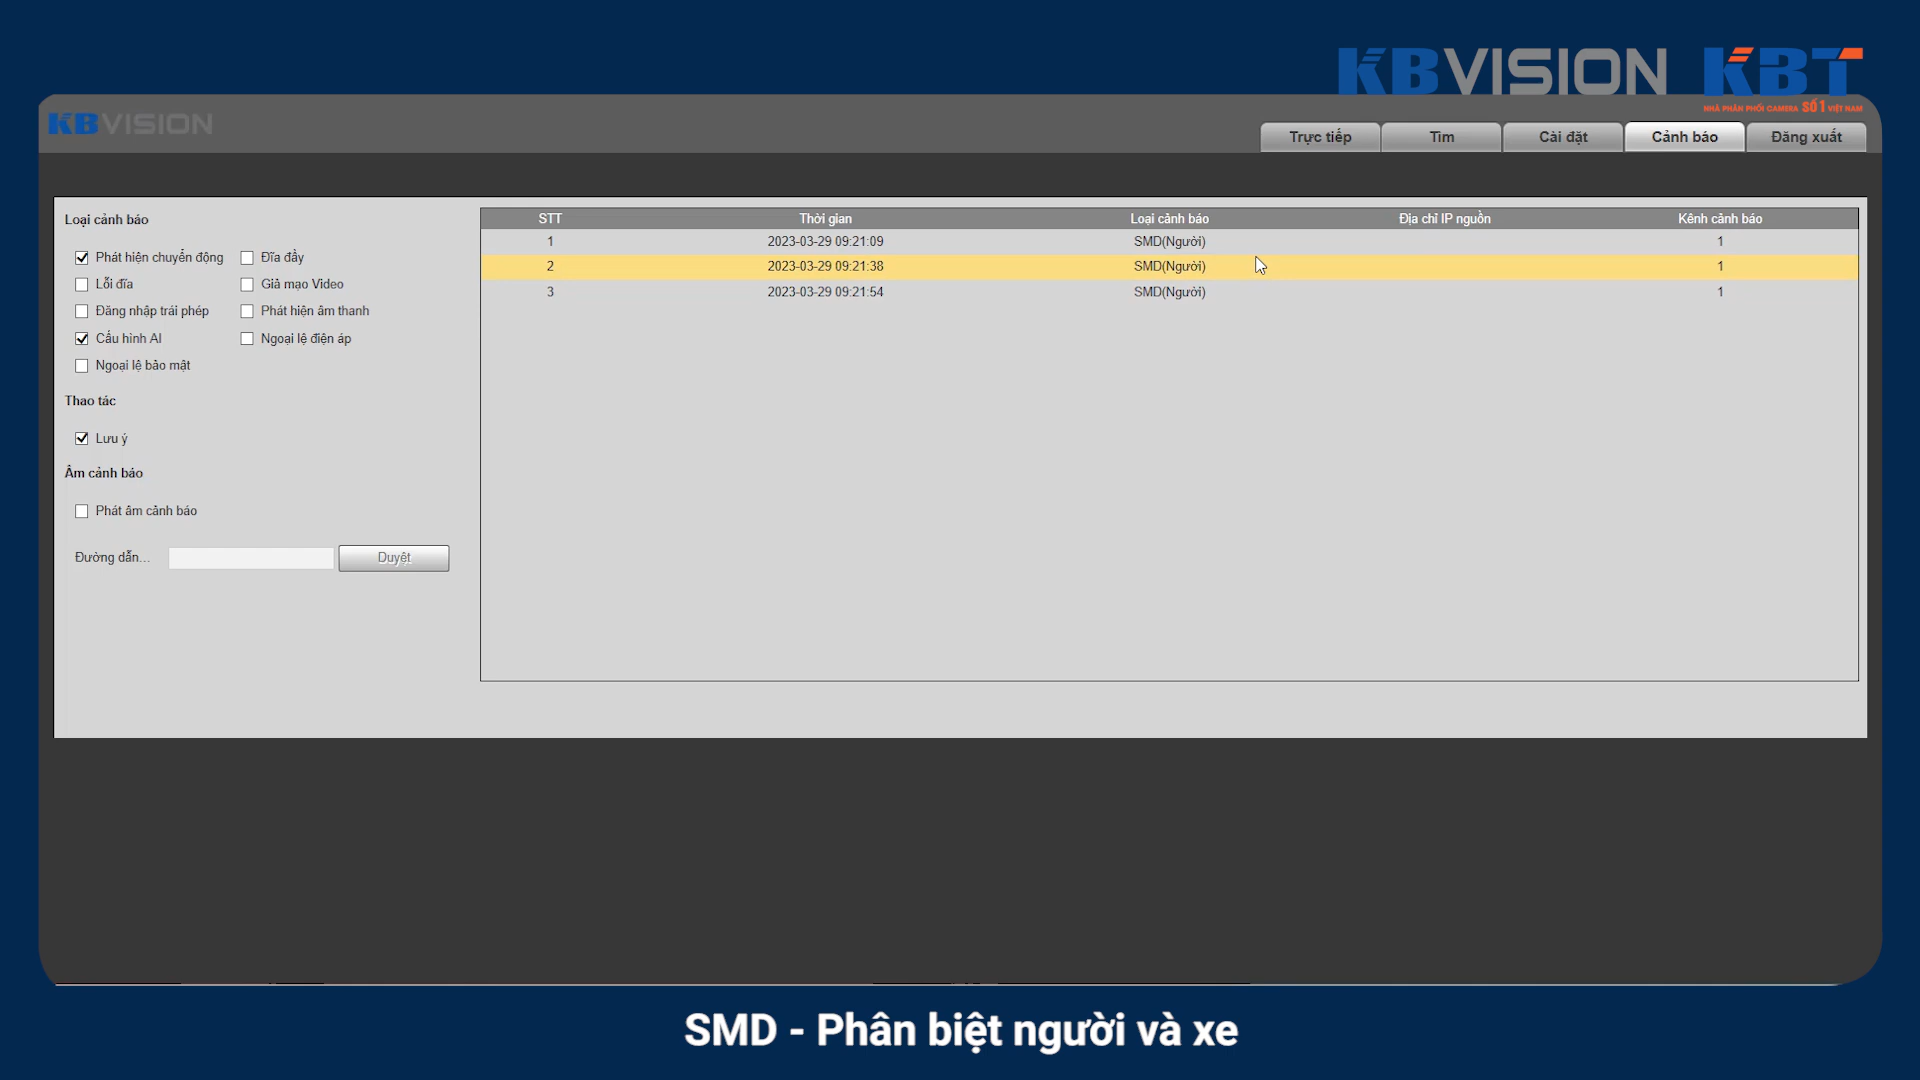 KBVISION KBT
NHÀ PHÂN PHỐI CAMERA SỐ 1 VIỆT NAM
KBVISION
Trực tiếp Tìm Cài đặt Cảnh báo Đăng xuất
Loại cảnh báo
Phát hiện chuyển động Đĩa đầy
Lỗi đĩa Giả mạo Video
Đăng nhập trái phép Phát hiện âm thanh
Cấu hình AI Ngoại lệ điện áp
Ngoại lệ bảo mật
Thao tác
Lưu ý
Âm cảnh báo
Phát âm cảnh báo
Đường dẫn... Duyệt
STT Thời gian Loại cảnh báo Địa chỉ IP nguồn Kênh cảnh báo
1 2023-03-29 09:21:09 SMD(Người) 1
2 2023-03-29 09:21:38 SMD(Người) 1
3 2023-03-29 09:21:54 SMD(Người) 1
SMD - Phân biệt người và xe